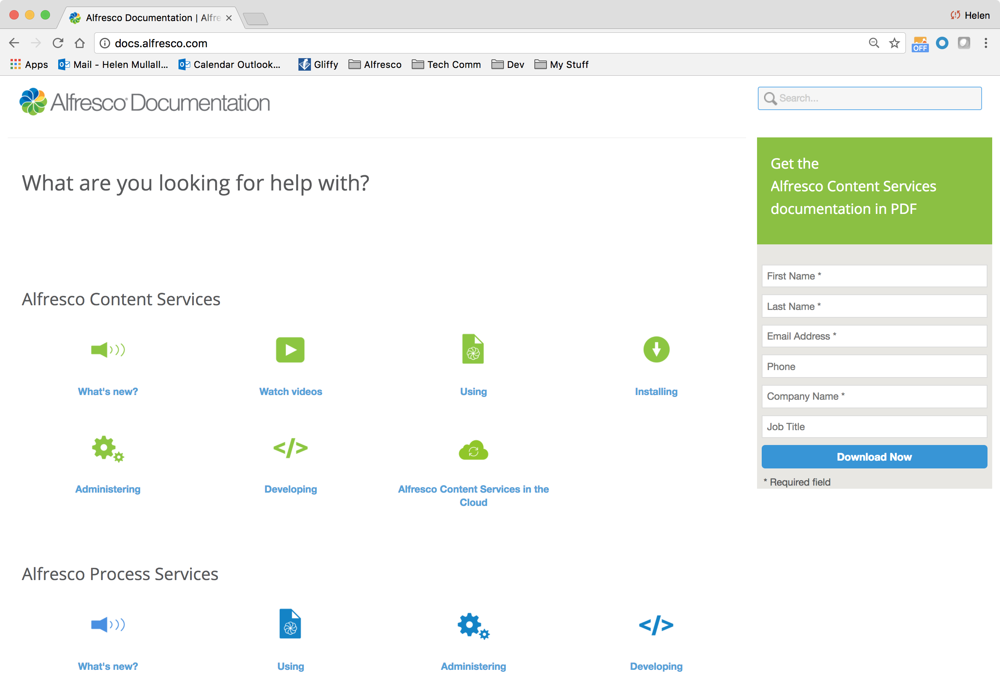 Alfresco Documentation | Alfre
Helen
docs.alfresco.com
OFF
Apps
Mail - Helen Mullall...
Calendar Outlook...
Gliffy
Alfresco
Tech Comm
Dev
My Stuff
Alfresco® Documentation
Search...
What are you looking for help with?
Get the
Alfresco Content Services
documentation in PDF
First Name *
Last Name *
Email Address *
Phone
Company Name *
Job Title
Download Now
* Required field
Alfresco Content Services
What's new?
Watch videos
Using
Installing
Administering
Developing
Alfresco Content Services in the
Cloud
Alfresco Process Services
What's new?
Using
Administering
Developing